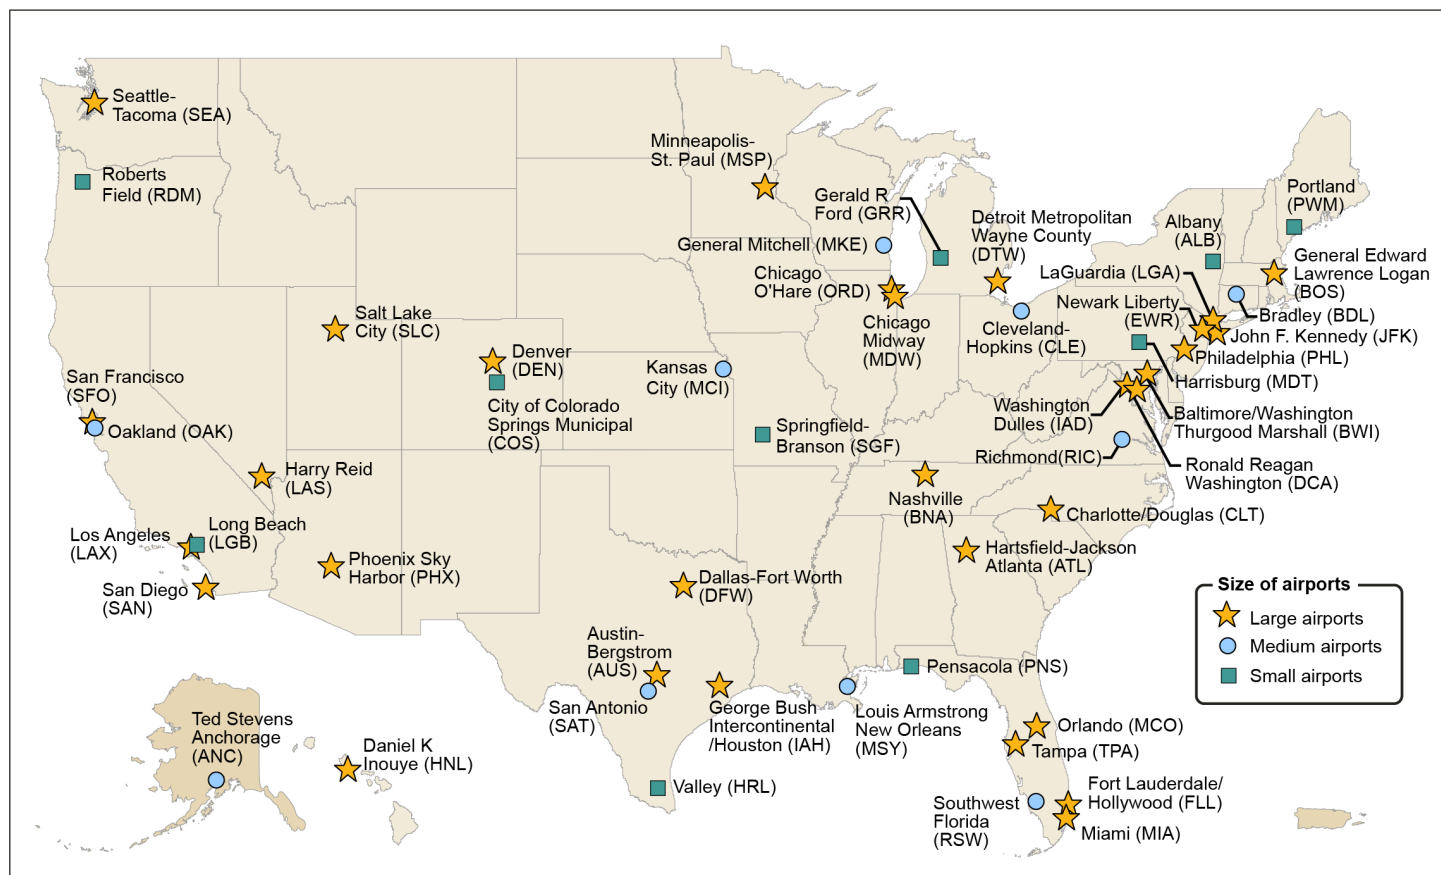 Seattle-
Tacoma (SEA)
Roberts
Field (RDM)
Minneapolis-
St. Paul (MSP)
Gerald R
Ford (GRR)
General Mitchell (MKE)
Chicago
O'Hare (ORD)
Chicago
Midway
(MDW)
Detroit Metropolitan
Wayne County
(DTW)
Cleveland-
Hopkins (CLE)
Portland
(PWM)
Albany
(ALB)
General Edward
Lawrence Logan
(BOS)
LaGuardia (LGA)
Newark Liberty
(EWR)
Bradley (BDL)
John F. Kennedy (JFK)
Philadelphia (PHL)
Harrisburg (MDT)
Salt Lake
City (SLC)
Denver
(DEN)
City of Colorado
Springs Municipal
(COS)
Kansas
City (MCI)
Springfield-
Branson (SGF)
San Francisco
(SFO)
Oakland (OAK)
Washington
Dulles (IAD)
Baltimore/Washington
Thurgood Marshall (BWI)
Richmond(RIC)
Ronald Reagan
Washington (DCA)
Harry Reid
(LAS)
Nashville
(BNA)
Charlotte/Douglas (CLT)
Los Angeles
(LAX)
Long Beach
(LGB)
Phoenix Sky
Harbor (PHX)
San Diego
(SAN)
Dallas-Fort Worth
(DFW)
Hartsfield-Jackson
Atlanta (ATL)
Size of airports
Large airports
Medium airports
Small airports
Austin-
Bergstrom
(AUS)
San Antonio
(SAT)
George Bush
Intercontinental
/Houston (IAH)
Louis Armstrong
New Orleans
(MSY)
Pensacola (PNS)
Orlando (MCO)
Tampa (TPA)
Ted Stevens
Anchorage
(ANC)
Daniel K
Inouye (HNL)
Valley (HRL)
Southwest
Florida
(RSW)
Fort Lauderdale/
Hollywood (FLL)
Miami (MIA)